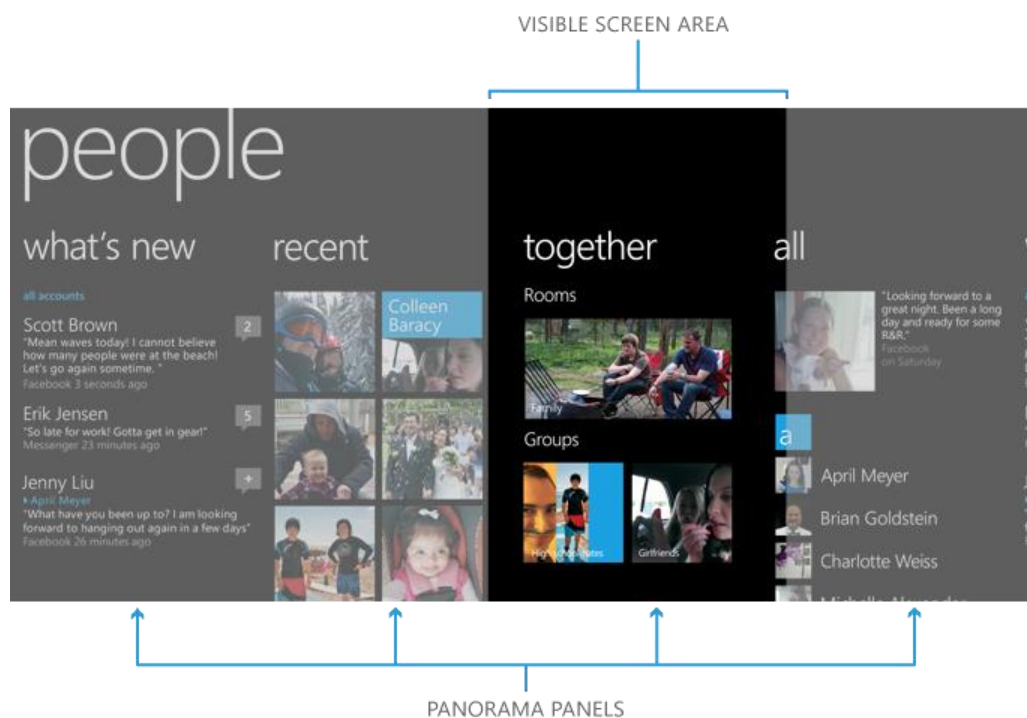 VISIBLE SCREEN AREA
people
what's new
all accounts
Scott Brown
2
"Mean waves today! I cannot believe
how many people were at the beach!
Let's go again sometime. "
Facebook 3 seconds ago
Erik Jensen
5
"So late for work! Gotta get in gear!"
Messenger 23 minutes ago
Jenny Liu
+
April Meyer
"What have you been up to? I am looking
forward to hanging out again in a few days"
Facebook 26 minutes ago
recent
Colleen
Baracy
together
Rooms
Family
Groups
High school mates
Girlfriends
all
"Looking forward to a
great night. Been a long
day and ready for some
R&R."
Facebook
on Saturday
a
April Meyer
Brian Goldstein
Charlotte Weiss
PANORAMA PANELS